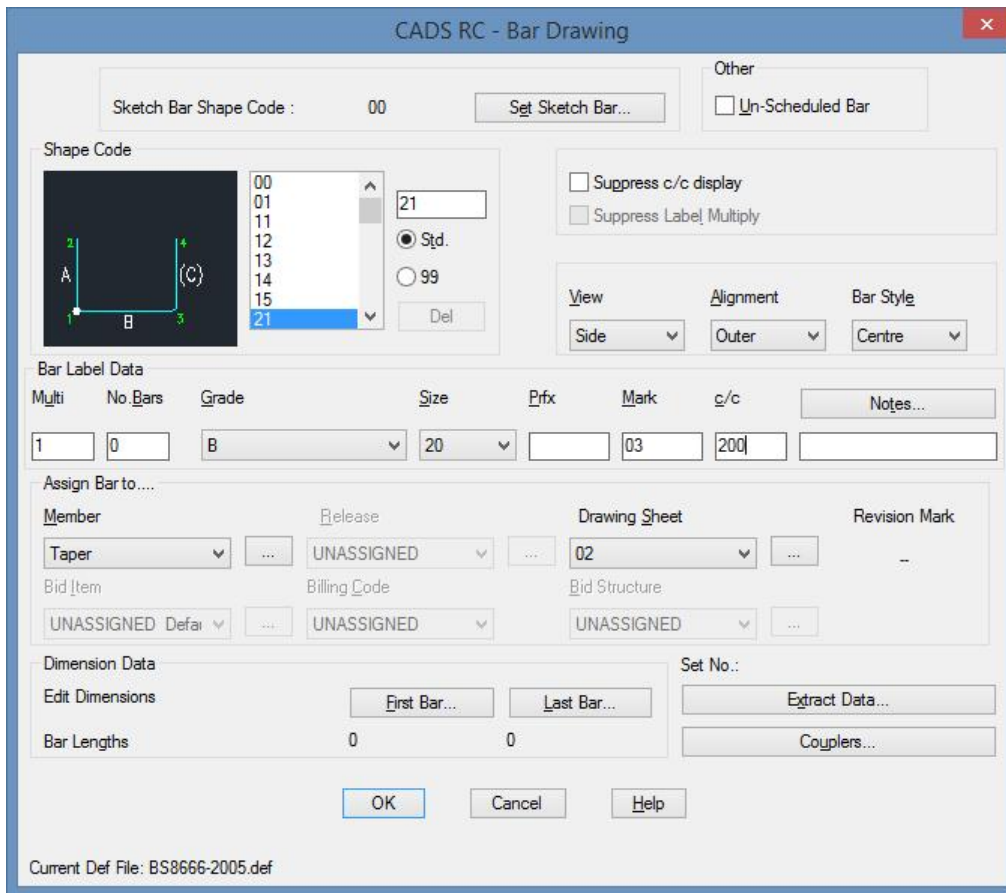 CADS RC - Bar Drawing
Other
Sketch Bar Shape Code : 00 Set Sketch Bar...
Un-Scheduled Bar
Shape Code
2 4
A (C)
1 B 3
00
01
11
12
13
14
15
21
21
Std.
99
Del
Suppress c/c display
Suppress Label Multiply
View Alignment Bar Style
Side Outer Centre
Bar Label Data
Multi No.Bars Grade Size Prfx Mark c/c Notes...
1 0 B 20 03 200
Assign Bar to....
Member Release Drawing Sheet Revision Mark
Taper ... UNASSIGNED ... 02 ... --
Bid Item Billing Code Bid Structure
UNASSIGNED Defau ... UNASSIGNED UNASSIGNED ...
Dimension Data Set No.:
Edit Dimensions First Bar... Last Bar... Extract Data...
Bar Lengths 0 0 Couplers...
OK Cancel Help
Current Def File: BS8666-2005.def